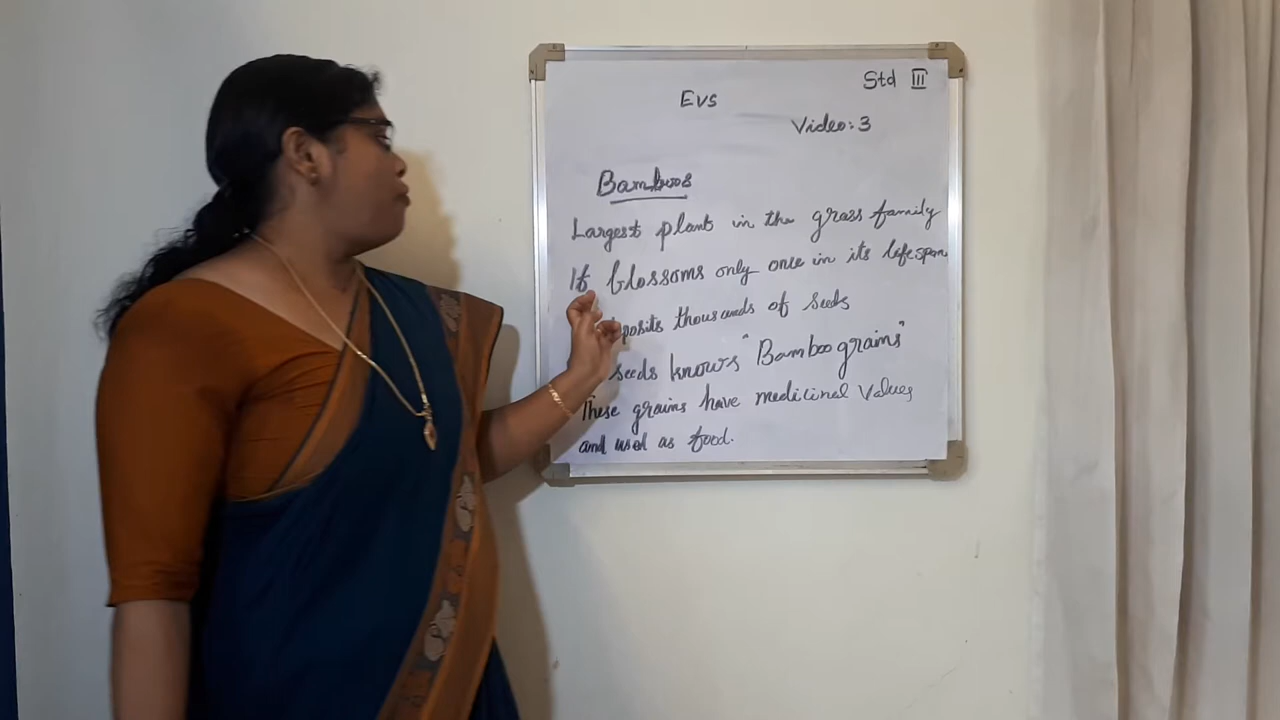 Std III
Evs
Video: 3
Bamboos
Largest plant in the grass family
It blossoms only once in its lifespan
thousands of seeds
seeds knows "Bamboo grains"
These grains have medicinal values
and used as food.